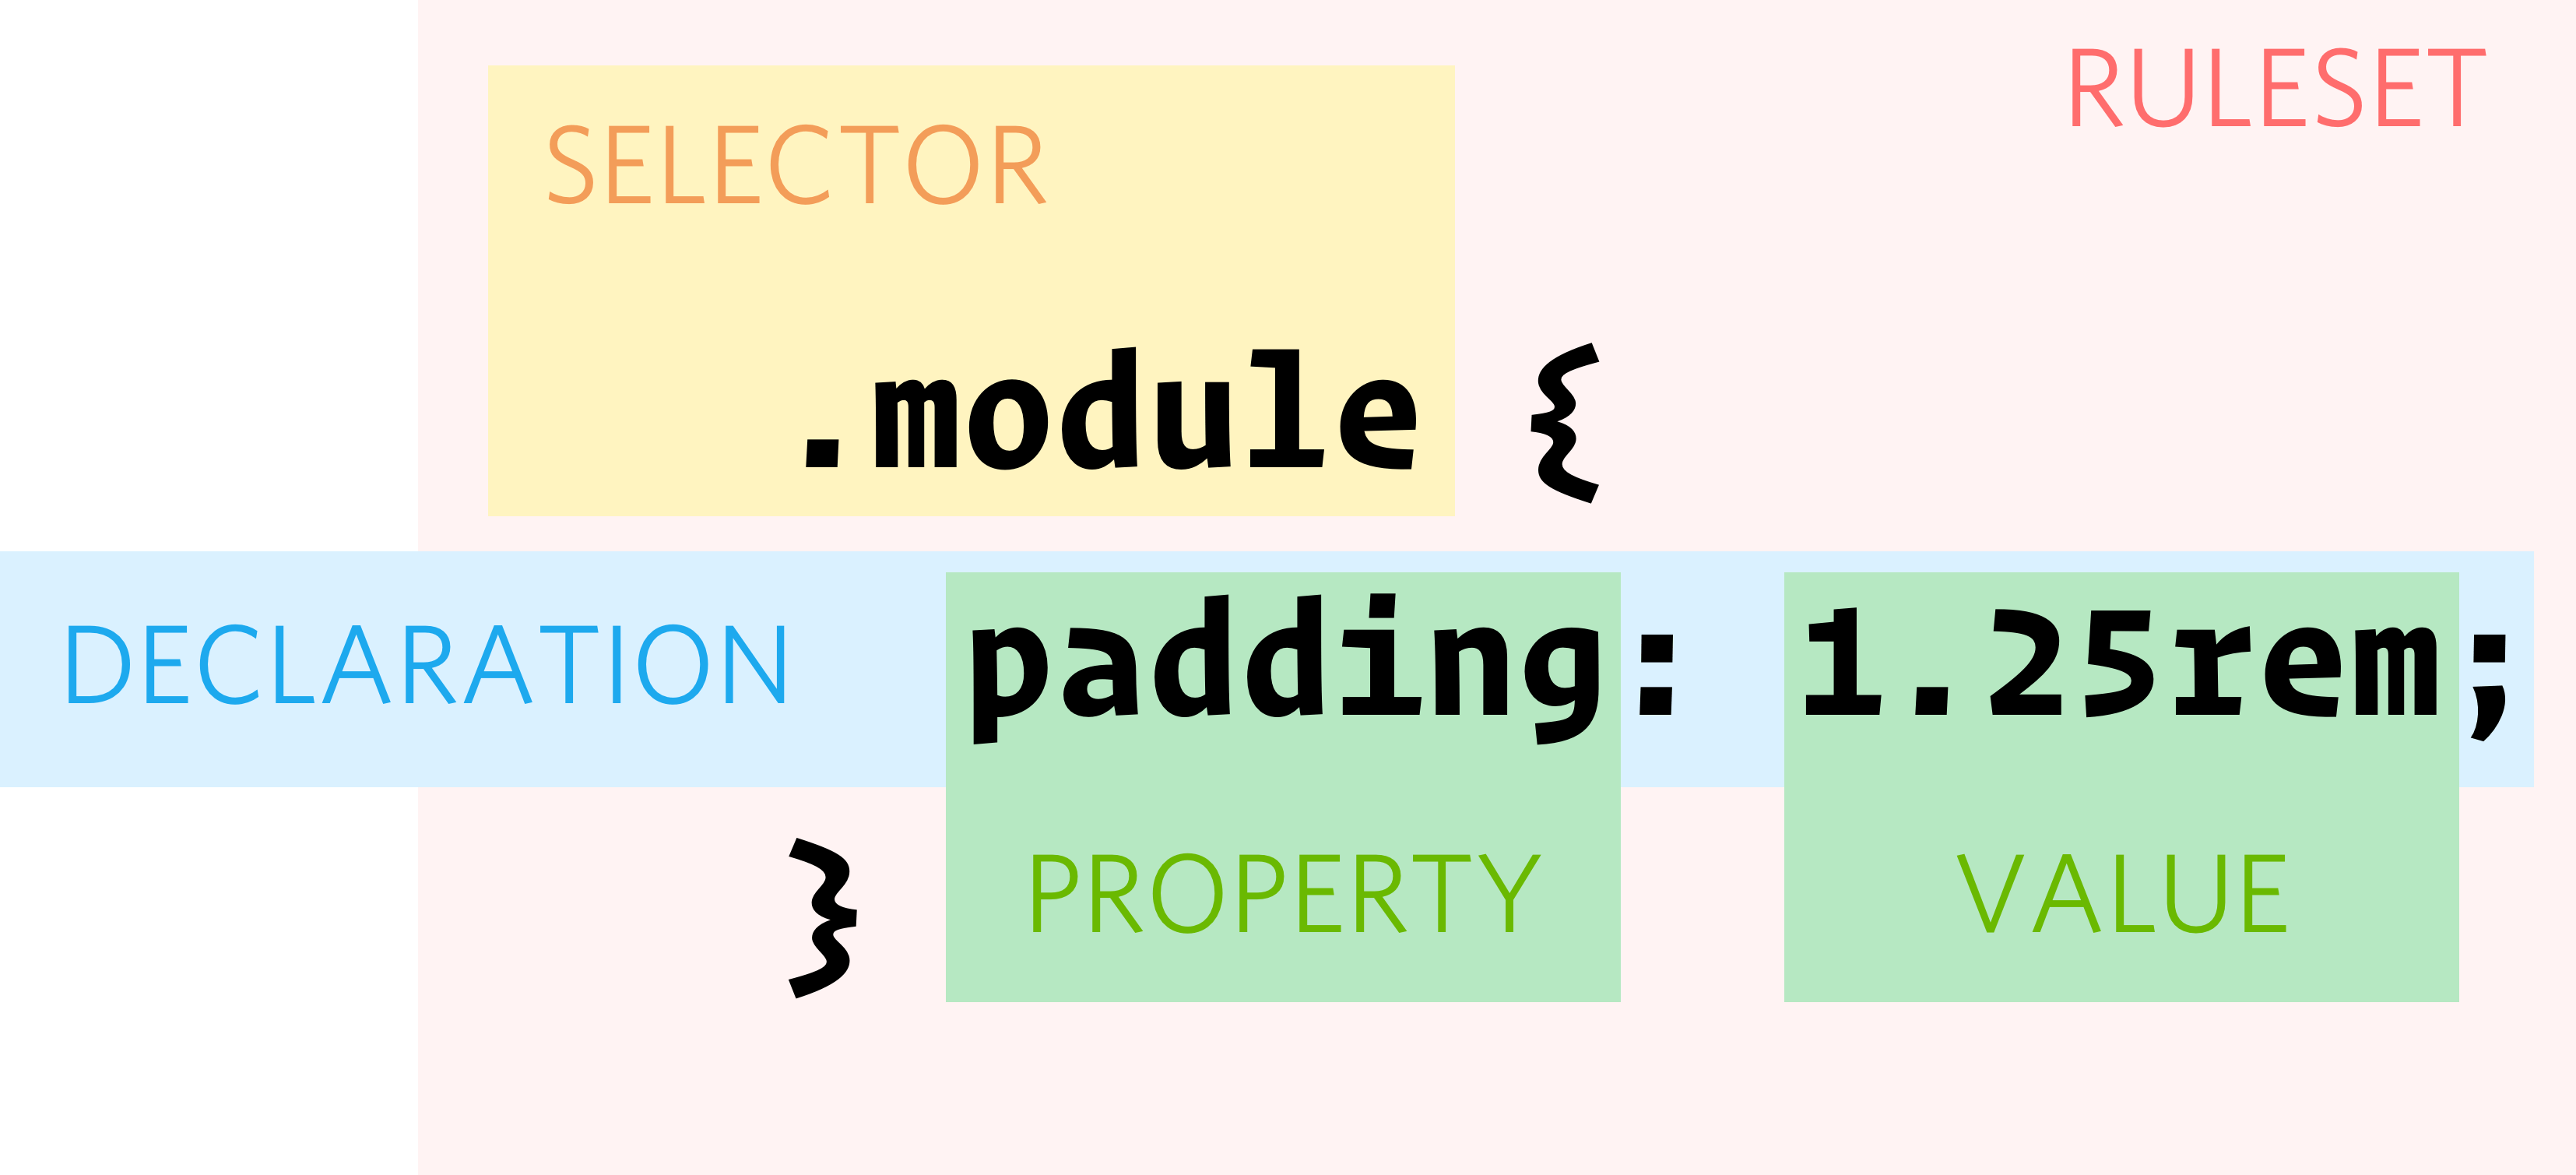 RULESET
SELECTOR
.module {
DECLARATION padding: 1.25rem;
} PROPERTY VALUE